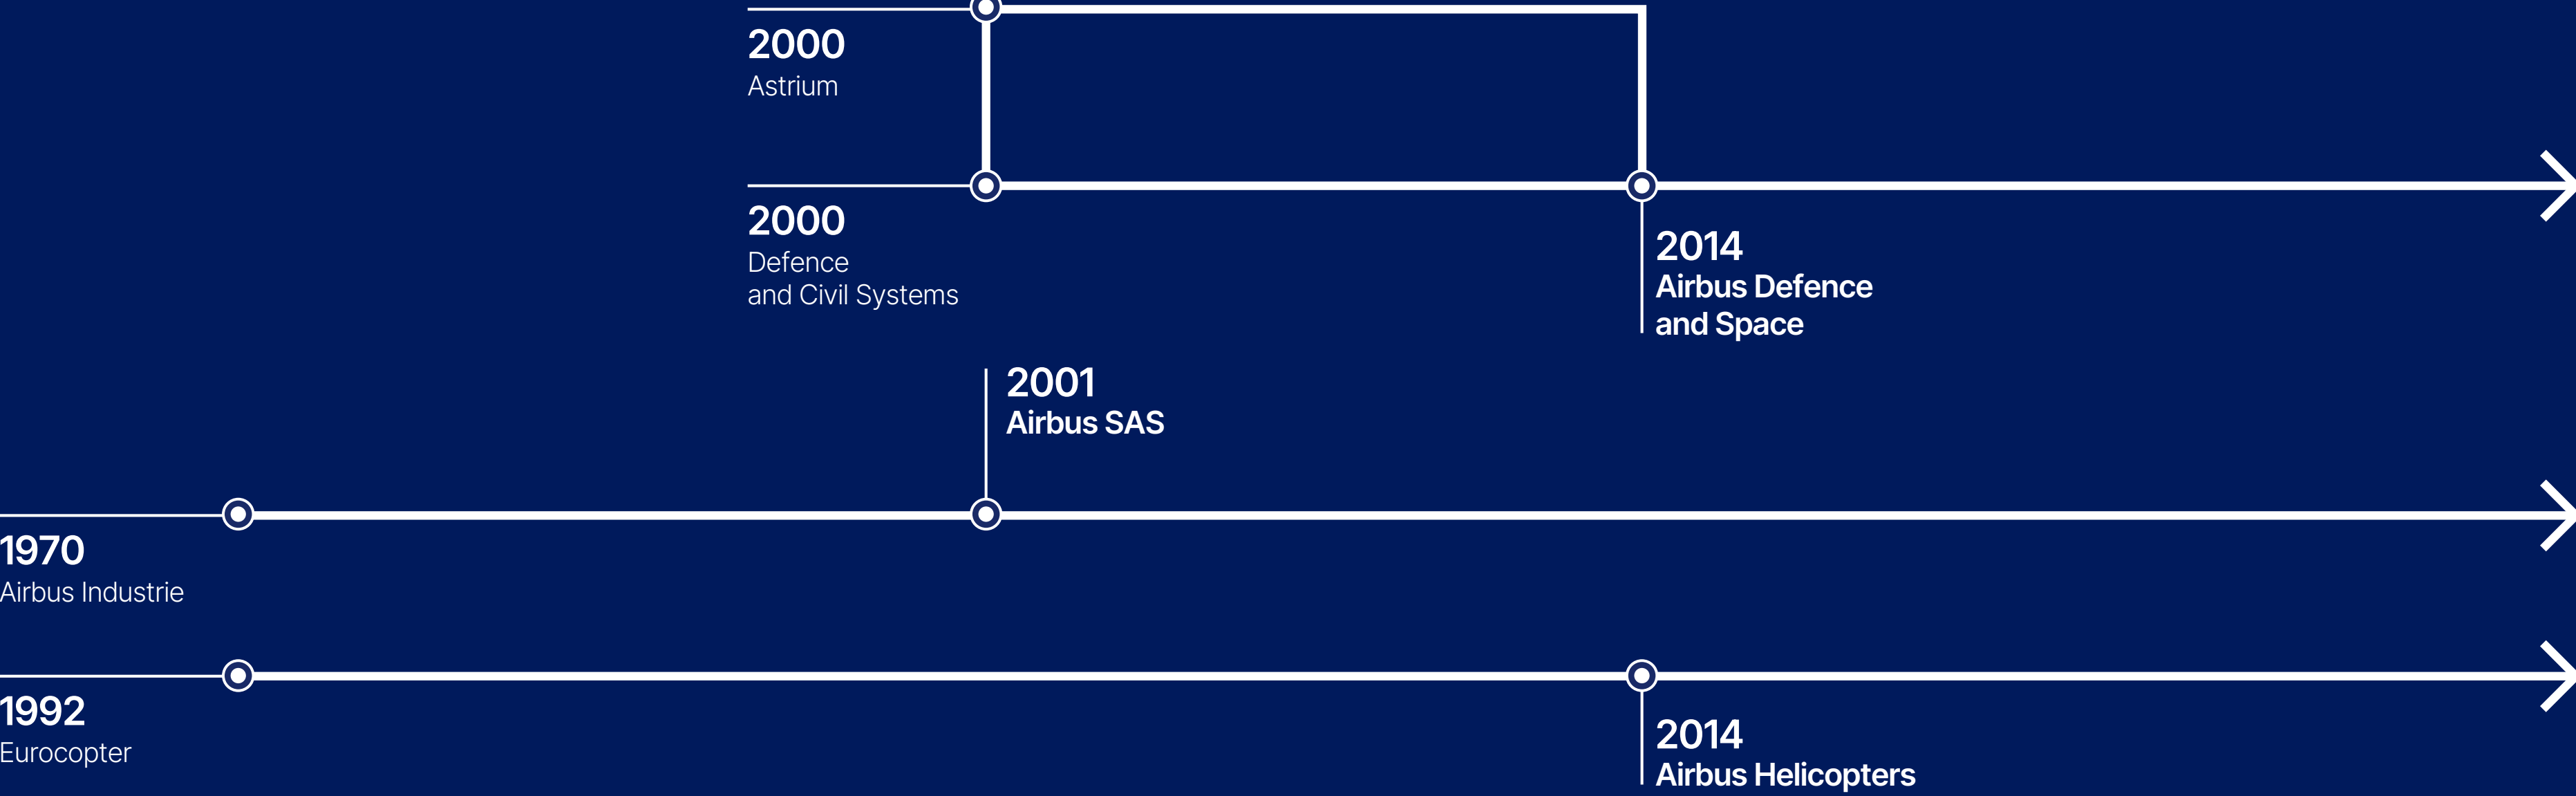 2000
Astrium
2000
Defence
and Civil Systems
2014
Airbus Defence
and Space
2001
Airbus SAS
1970
Airbus Industrie
1992
Eurocopter
2014
Airbus Helicopters